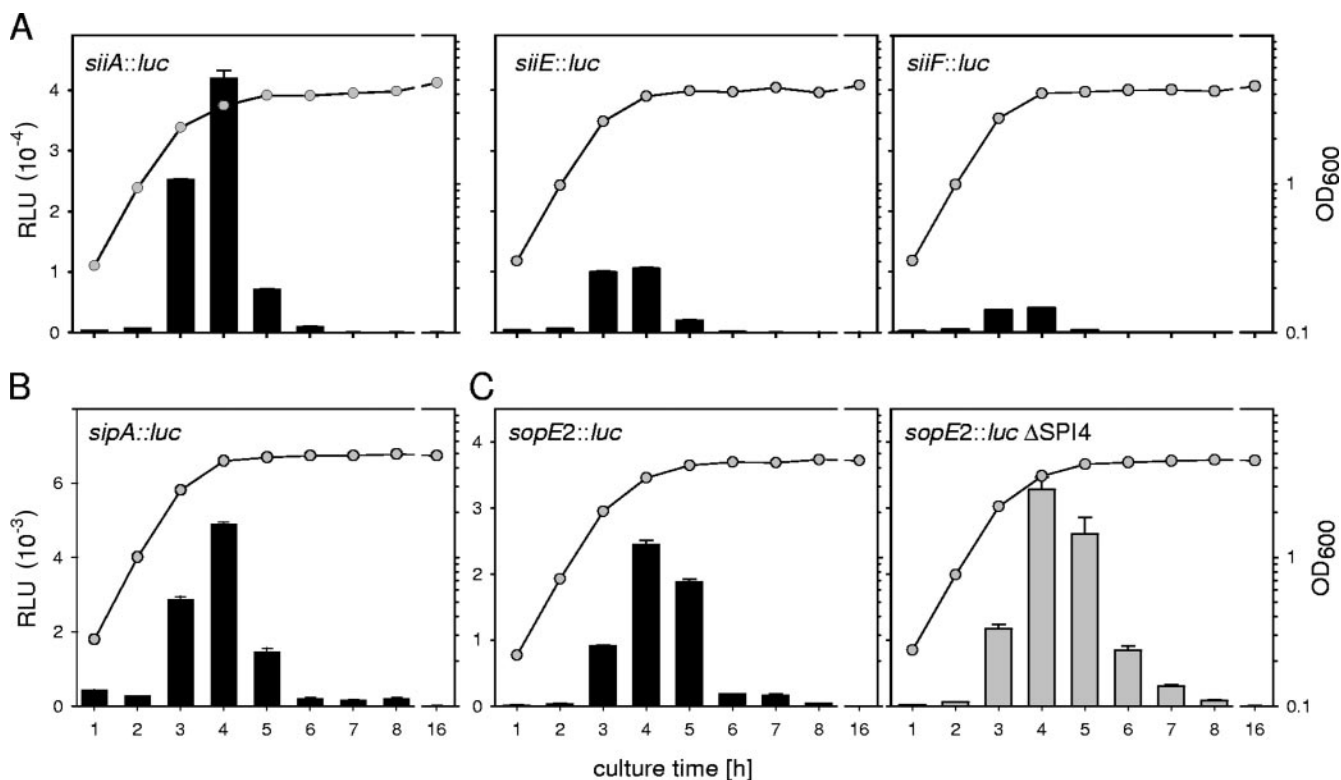 A
siiA::luc
siiE::luc
siiF::luc
4
3
2
1
0
RLU (10⁻⁴)
1
0.1
OD₆₀₀
B
C
sipA::luc
sopE2::luc
sopE2::luc ΔSPI4
6
4
2
0
RLU (10⁻³)
4
3
2
1
0
1
0.1
OD₆₀₀
1 2 3 4 5 6 7 8 16
1 2 3 4 5 6 7 8 16
1 2 3 4 5 6 7 8 16
culture time [h]